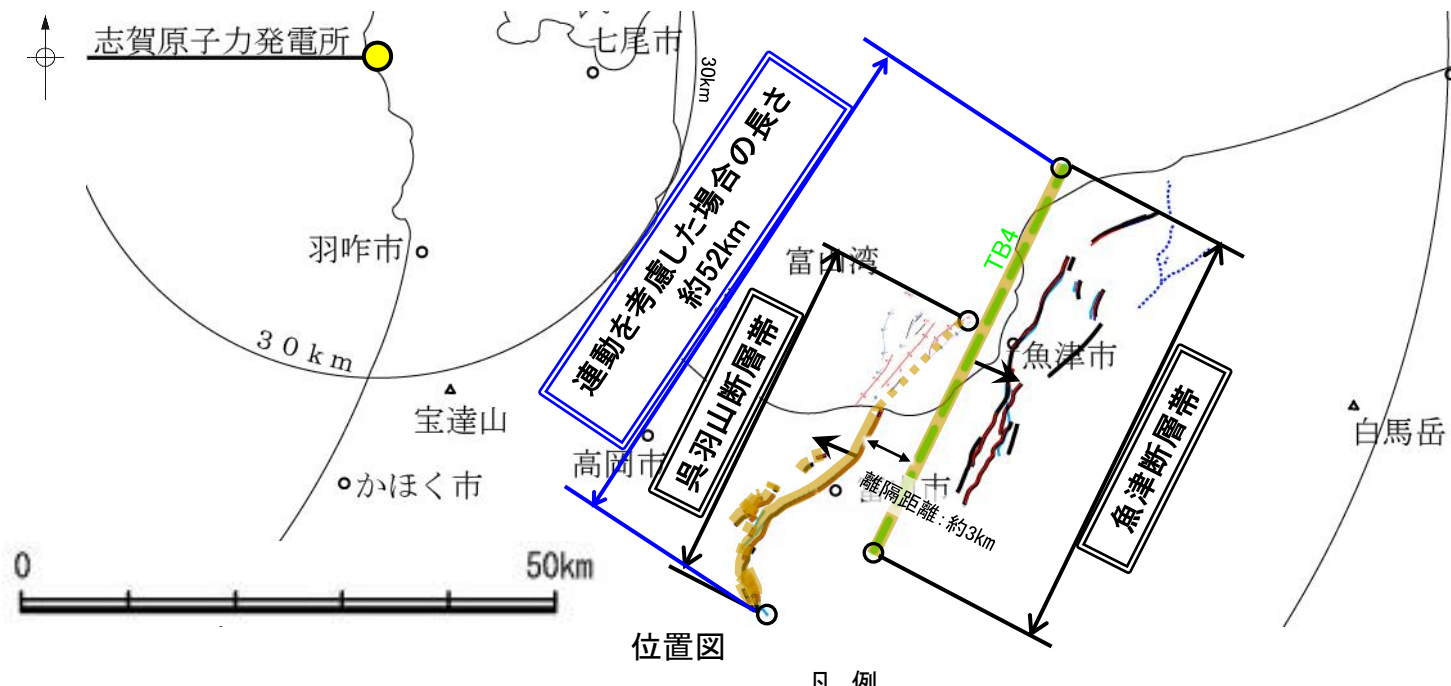 志賀原子力発電所
七尾市
30km
連動を考慮した場合の長さ
約52km
富山湾
TB4
羽咋市
30km
宝達山
かほく市
高岡市
呉羽山断層帯
魚津市
魚津断層帯
白馬岳
離隔距離:約3km
市
0
50km
位置図
凡 例